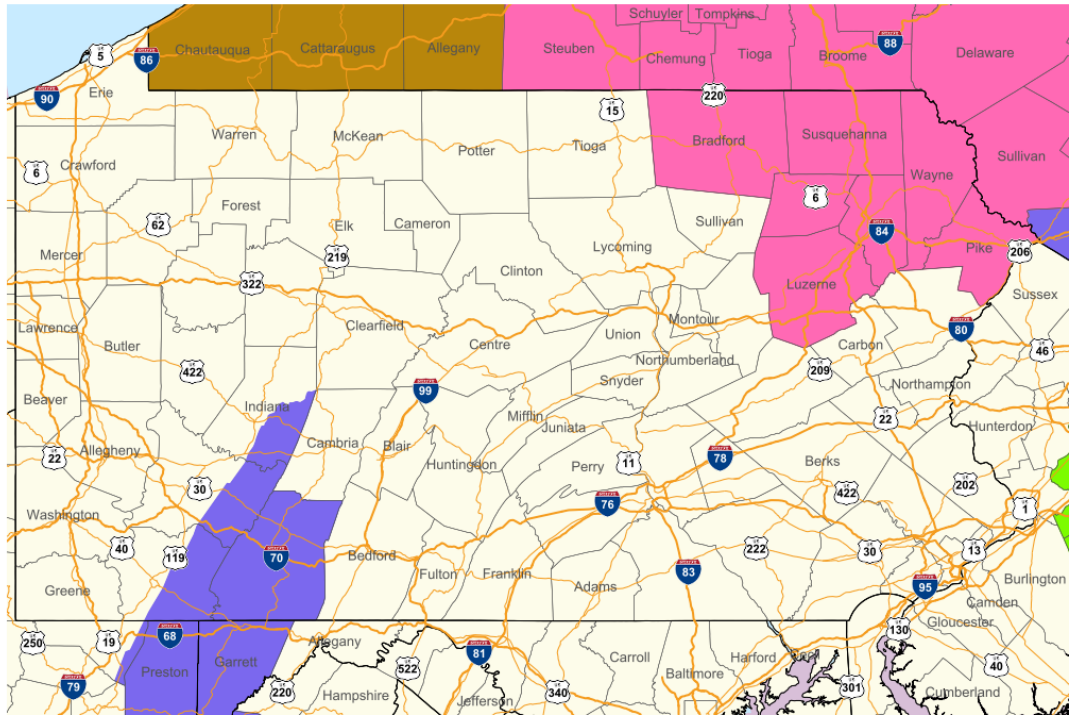 Schuyler Tompkins
5 Chautauqua Cattaraugus Allegany Steuben Chemung Tioga Broome 88 Delaware
86
90 Erie 15 220
Warren McKean Potter Tioga Bradford Susquehanna
Crawford Sullivan
6 Wayne
Forest 6
62 Elk Cameron Sullivan 84
Mercer 219 Lycoming Pike 206
322 Clinton Luzerne Sussex
Lawrence Clearfield Montour 80
Butler Centre Union Carbon 46
422 Northumberland 209
99 Snyder Northampton
Beaver Indiana Mifflin 22 Hunterdon
Allegheny Cambria Blair Juniata
22 Huntingdon Perry 11 78 Berks
30 422 202
Washington 76 1
40 119 70 Bedford 222 30 13
Greene Fulton Franklin Adams 83 95 Burlington
Camden
250 19 68 Allegany 130 Gloucester
Preston Garrett 522 81 Carroll Harford Cecil
79 220 Hampshire Jefferson 340 Baltimore 301 40
Cumberland